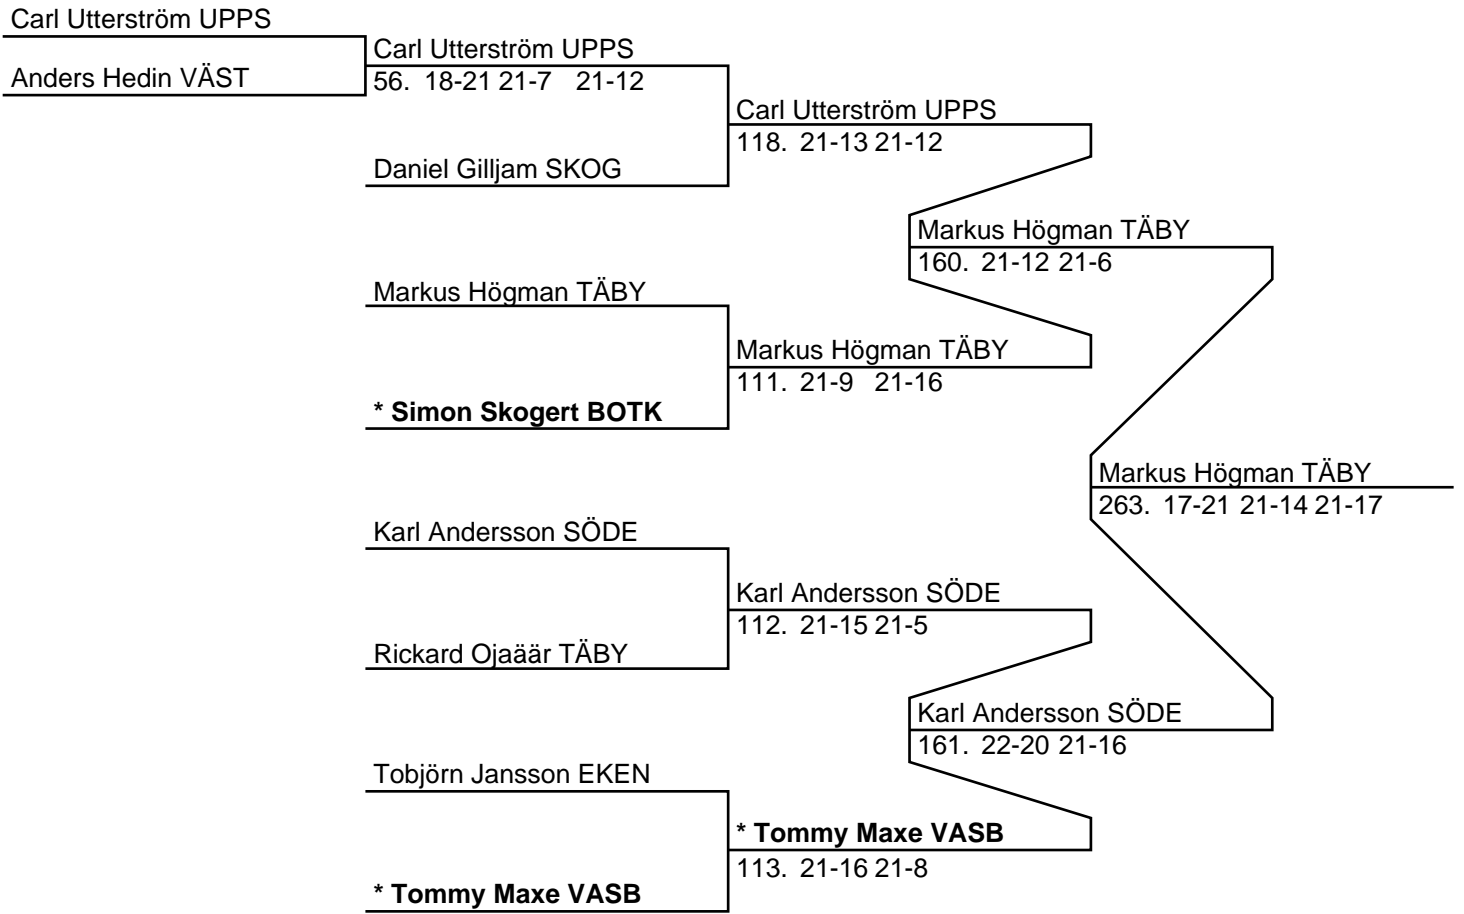 Carl Utterström UPPS
Carl Utterström UPPS
Anders Hedin VÄST
56. 18-21 21-7 21-12
Carl Utterström UPPS
118. 21-13 21-12
Daniel Gilljam SKOG
Markus Högman TÄBY
160. 21-12 21-6
Markus Högman TÄBY
Markus Högman TÄBY
111. 21-9 21-16
* Simon Skogert BOTK
Markus Högman TÄBY
263. 17-21 21-14 21-17
Karl Andersson SÖDE
Karl Andersson SÖDE
112. 21-15 21-5
Rickard Ojaäär TÄBY
Karl Andersson SÖDE
161. 22-20 21-16
Tobjörn Jansson EKEN
* Tommy Maxe VASB
113. 21-16 21-8
* Tommy Maxe VASB